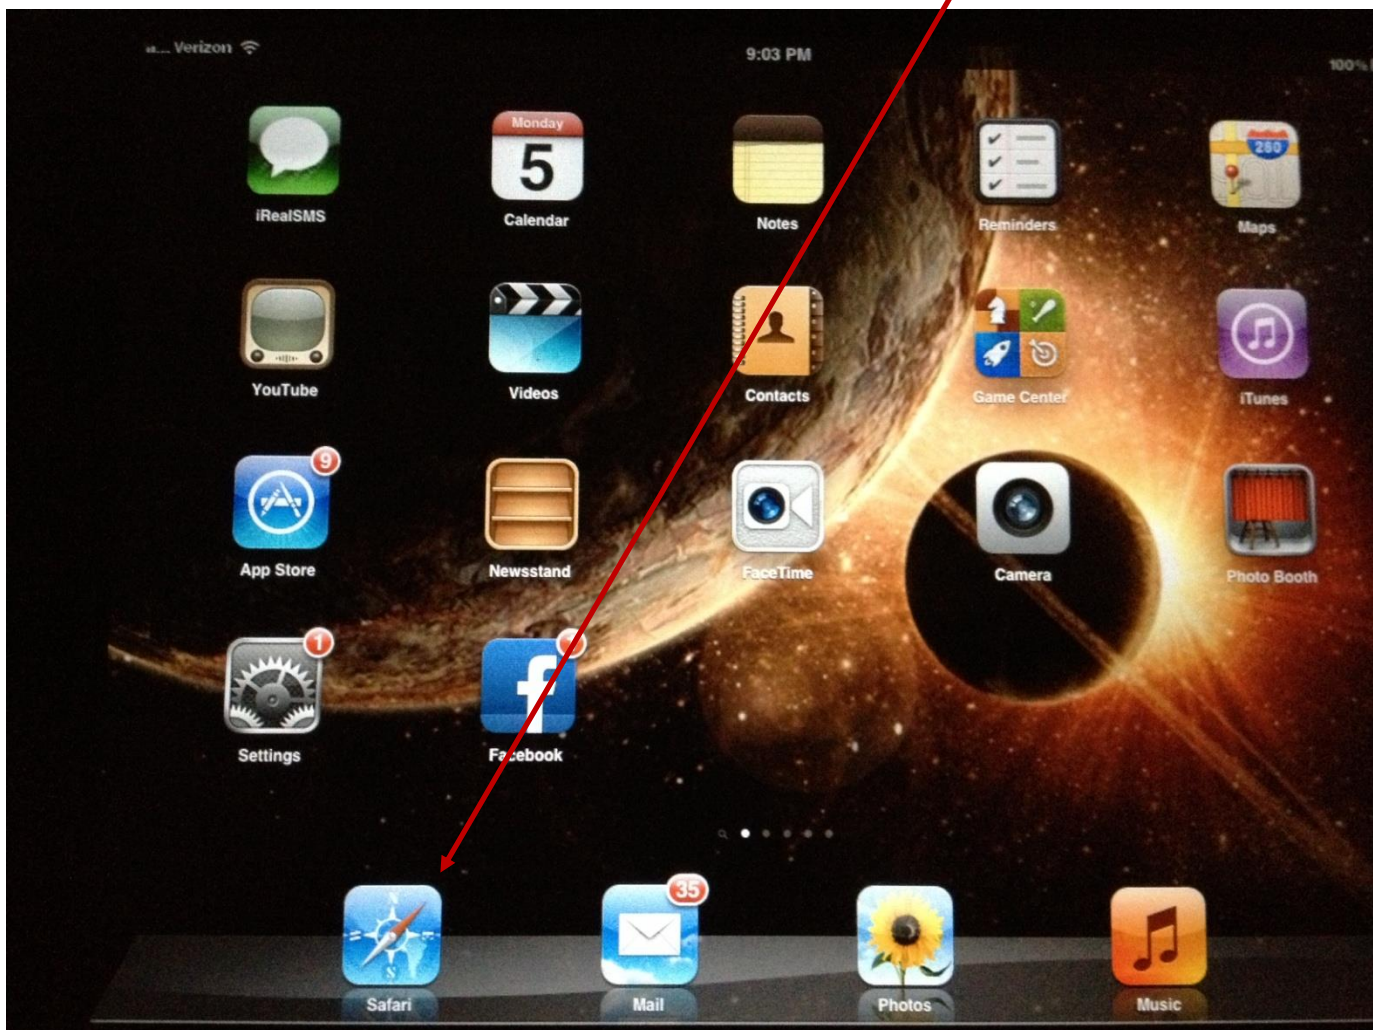 Verizon
9:03 PM
100%
Monday
5
280
iRealSMS
Calendar
Notes
Reminders
Maps
YouTube
Videos
Contacts
Game Center
iTunes
9
App Store
Newsstand
FaceTime
Camera
Photo Booth
1
Settings
Facebook
35
N
S
Safari
Mail
Photos
Music